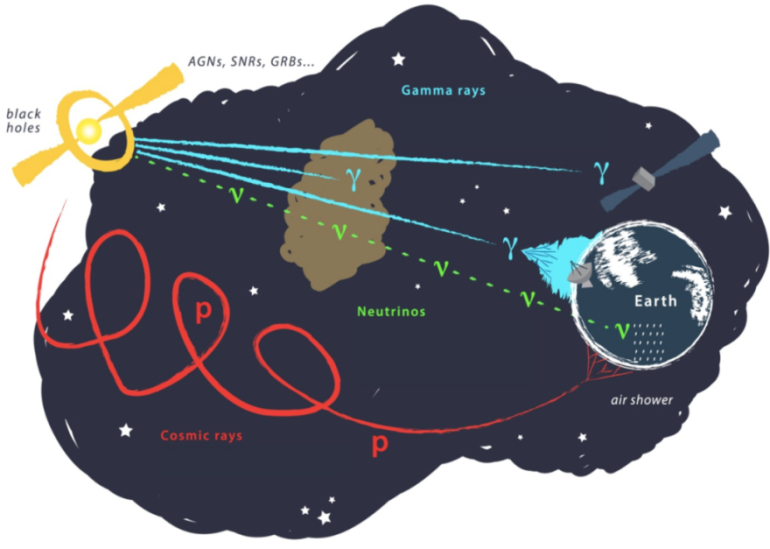 AGNs, SNRs, GRBs...
black
holes
Gamma rays
γ
γ
ν
ν
γ
ν
Neutrinos
ν
Earth
ν
p
air shower
Cosmic rays
p